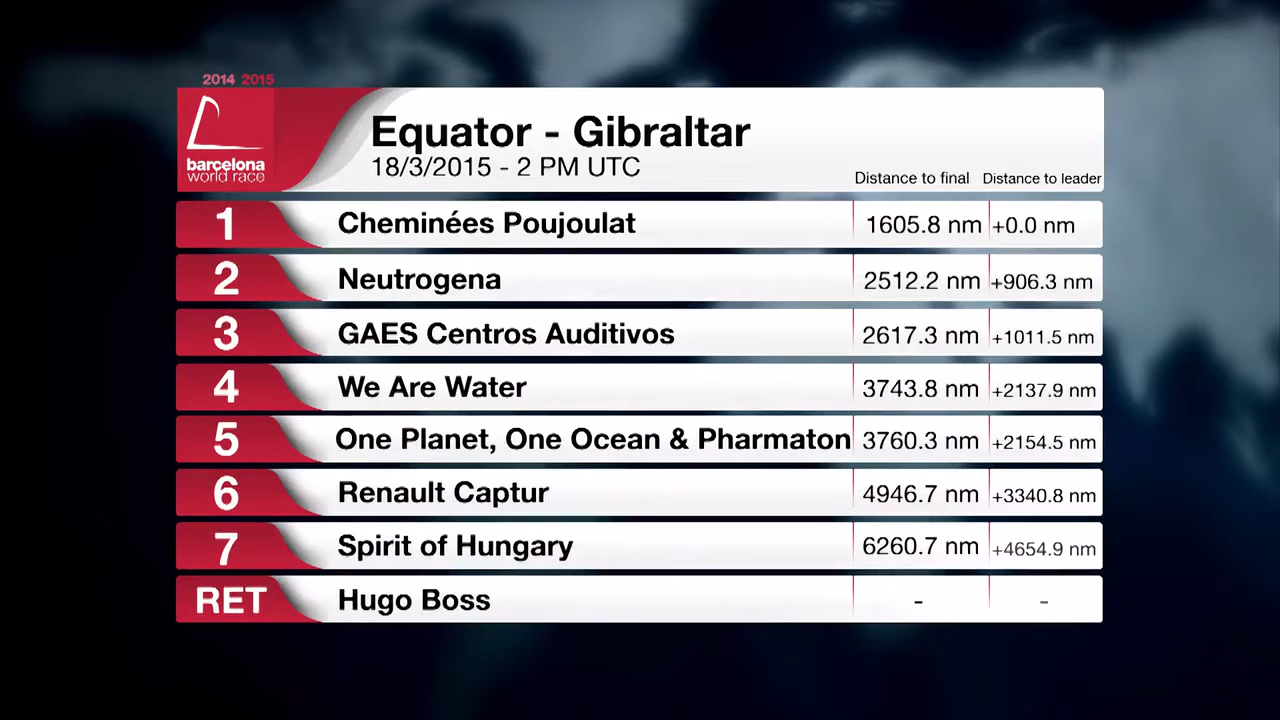 2014 2015
barcelona
world race
Equator - Gibraltar
18/3/2015 - 2 PM UTC
Distance to final Distance to leader
1 Cheminées Poujoulat 1605.8 nm +0.0 nm
2 Neutrogena 2512.2 nm +906.3 nm
3 GAES Centros Auditivos 2617.3 nm +1011.5 nm
4 We Are Water 3743.8 nm +2137.9 nm
5 One Planet, One Ocean & Pharmaton 3760.3 nm +2154.5 nm
6 Renault Captur 4946.7 nm +3340.8 nm
7 Spirit of Hungary 6260.7 nm +4654.9 nm
RET Hugo Boss - -